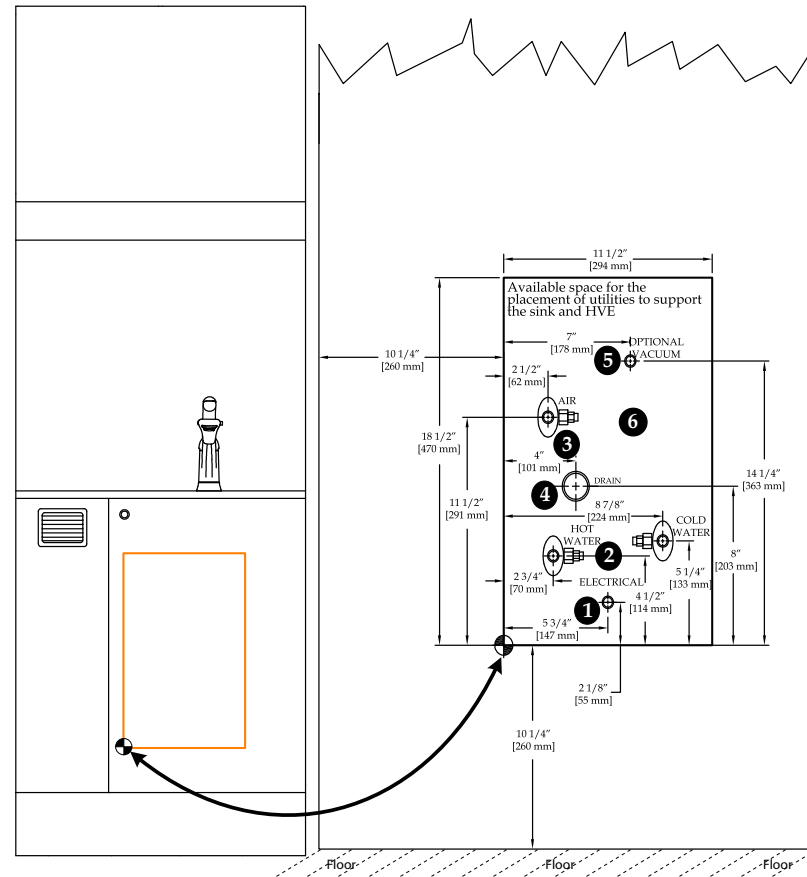 11 1/2"
[294 mm]
Available space for the
placement of utilities to support
the sink and HVE
7"
[178 mm]
OPTIONAL
VACUUM
5
10 1/4"
[260 mm]
2 1/2"
[62 mm]
AIR
6
18 1/2"
[470 mm]
3
4"
[101 mm]
14 1/4"
[363 mm]
DRAIN
4
11 1/2"
[291 mm]
8 7/8"
[224 mm]
HOT
WATER
COLD
WATER
2
8"
[203 mm]
2 3/4"
[70 mm]
ELECTRICAL
5 1/4"
[133 mm]
4 1/2"
[114 mm]
1
5 3/4"
[147 mm]
2 1/8"
[55 mm]
10 1/4"
[260 mm]
Floor
Floor
Floor